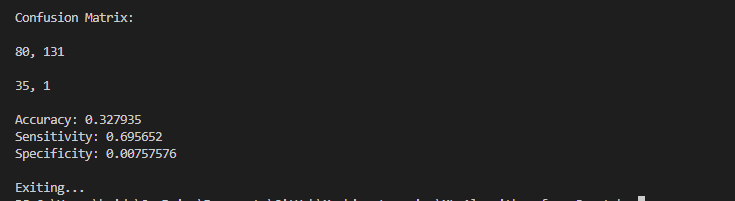 Confusion Matrix:
80, 131
35, 1
Accuracy: 0.327935
Sensitivity: 0.695652
Specificity: 0.00757576
Exiting...